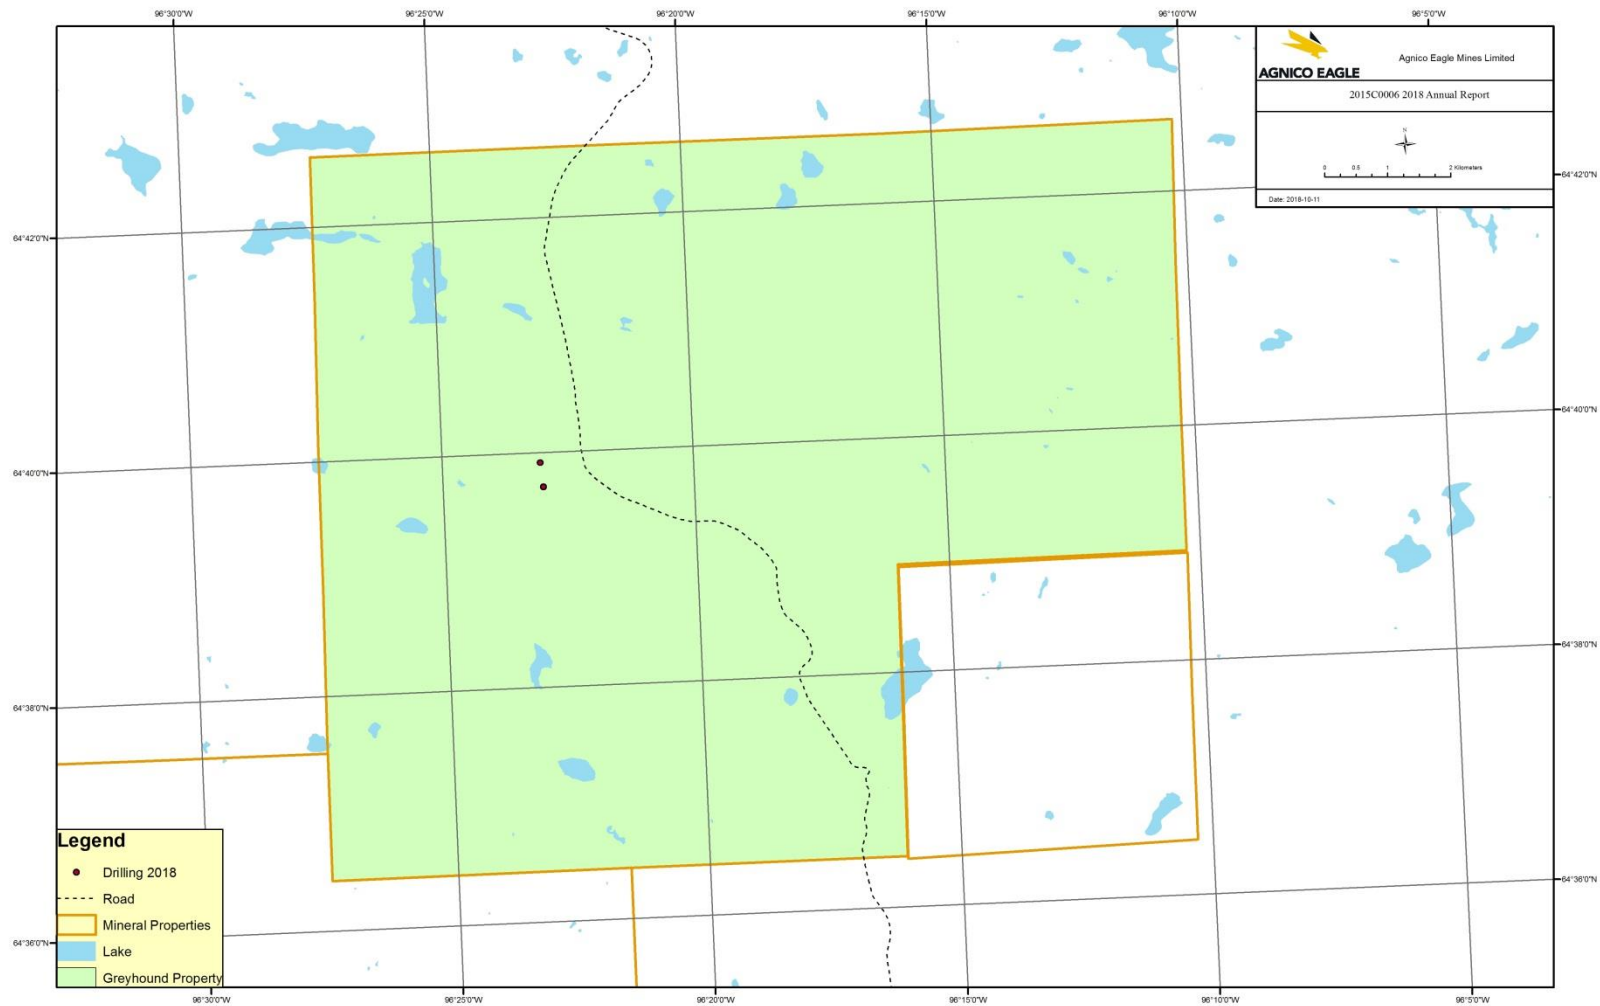 96°30'0"W 96°25'0"W 96°20'0"W 96°15'0"W 96°10'0"W 96°5'0"W
AGNICO EAGLE
Agnico Eagle Mines Limited
2015C0006 2018 Annual Report
N
0 0.5 1 2 Kilometers
Date: 2018-10-11
64°42'0"N
64°42'0"N
64°40'0"N
64°40'0"N
64°38'0"N
64°38'0"N
64°36'0"N
64°36'0"N
Legend
Drilling 2018
Road
Mineral Properties
Lake
Greyhound Property
96°30'0"W 96°25'0"W 96°20'0"W 96°15'0"W 96°10'0"W 96°5'0"W